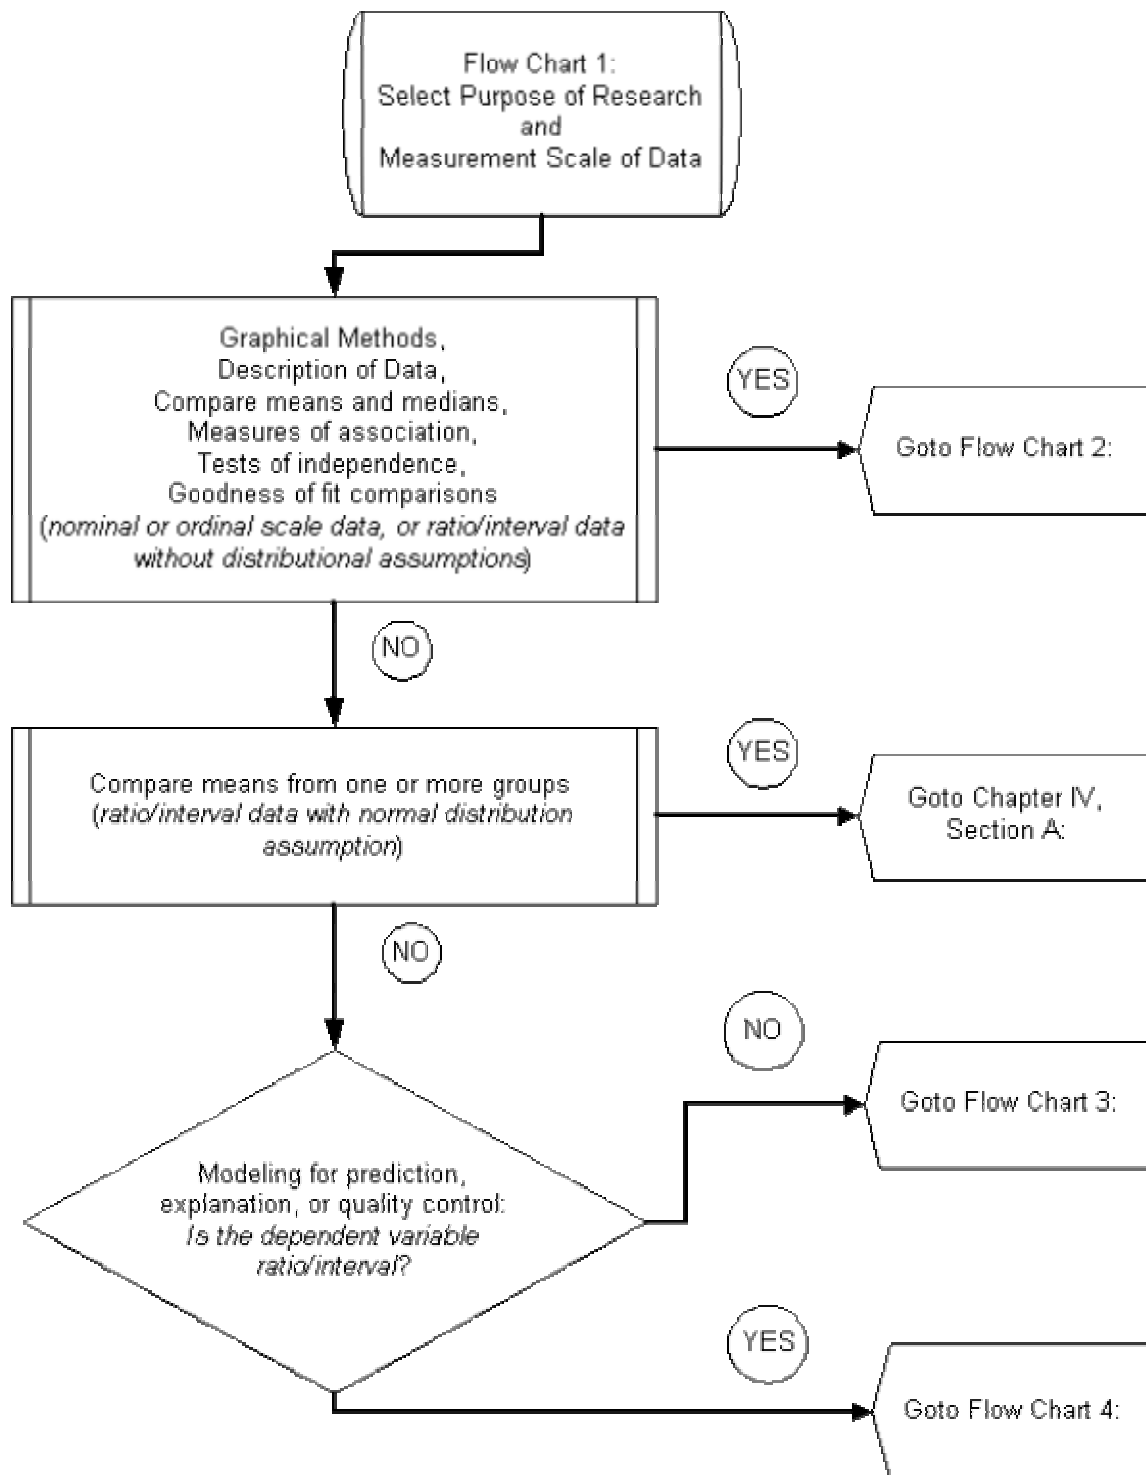 Flow Chart 1:
Select Purpose of Research
and
Measurement Scale of Data
Graphical Methods,
Description of Data,
Compare means and medians,
Measures of association,
Tests of independence,
Goodness of fit comparisons
(nominal or ordinal scale data, or ratio/interval data
without distributional assumptions)
YES
Goto Flow Chart 2:
NO
Compare means from one or more groups
(ratio/interval data with normal distribution
assumption)
YES
Goto Chapter IV,
Section A:
NO
NO
Goto Flow Chart 3:
Modeling for prediction,
explanation, or quality control:
Is the dependent variable
ratio/interval?
YES
Goto Flow Chart 4: